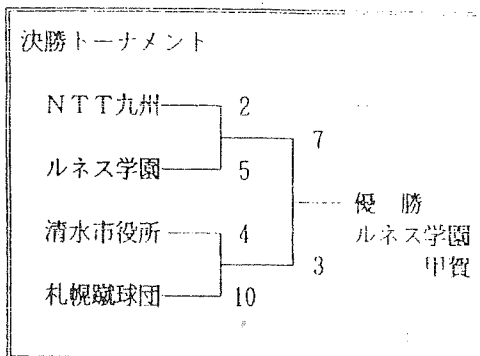 決勝トーナメント
NTT九州 2
7
ルネス学園 5
優 勝
清水市役所 4
ルネス学園
3 甲賀
札幌蹴球団 10